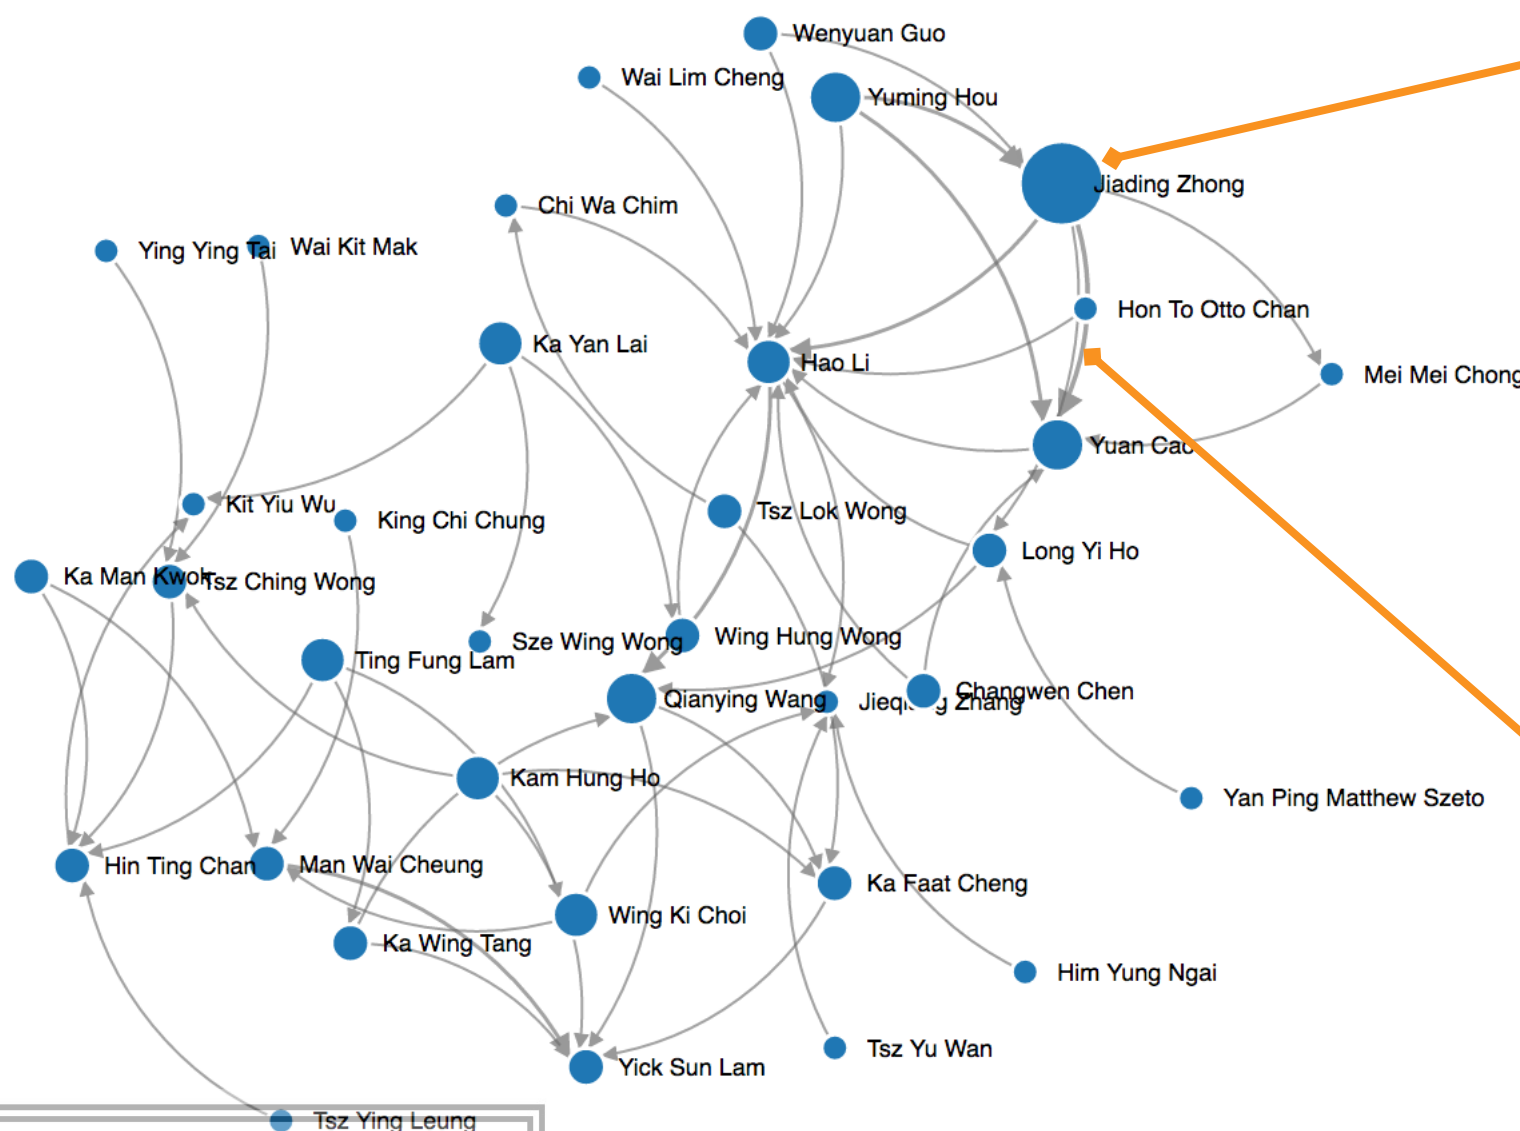 Wenyuan Guo
Wai Lim Cheng
Yuming Hou
Jiading Zhong
Chi Wa Chim
Ying Ying Tai
Wai Kit Mak
Hon To Otto Chan
Ka Yan Lai
Hao Li
Mei Mei Chong
Yuan Cao
Kit Yiu Wu
King Chi Chung
Tsz Lok Wong
Long Yi Ho
Ka Man Kwoh
Tsz Ching Wong
Sze Wing Wong
Wing Hung Wong
Ting Fung Lam
Qianying Wang
Changwen Chen
Zhang
Kam Hung Ho
Yan Ping Matthew Szeto
Hin Ting Chan
Man Wai Cheung
Ka Faat Cheng
Wing Ki Choi
Ka Wing Tang
Him Yung Ngai
Tsz Yu Wan
Yick Sun Lam
Tsz Ying Leung